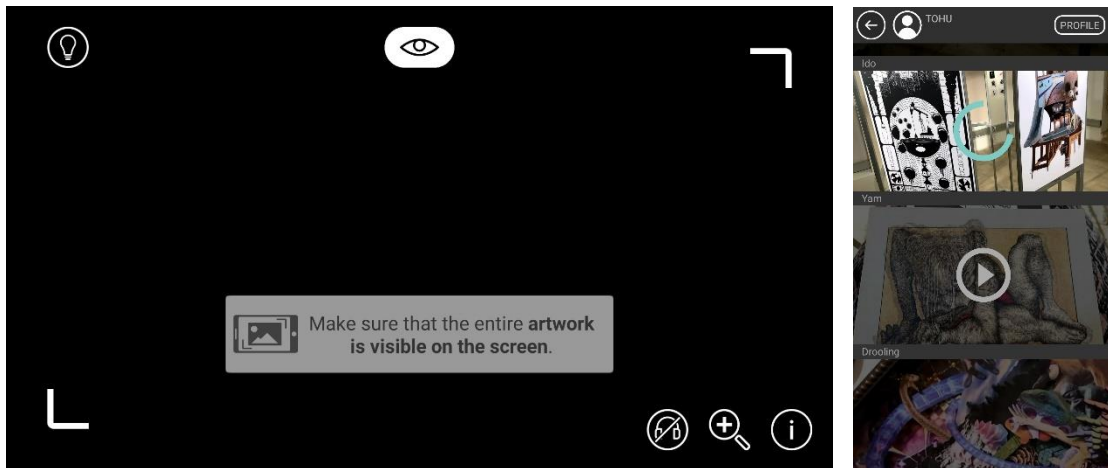 Make sure that the entire artwork
is visible on the screen.
TOHU
PROFILE
Ido
Yam
Drooling